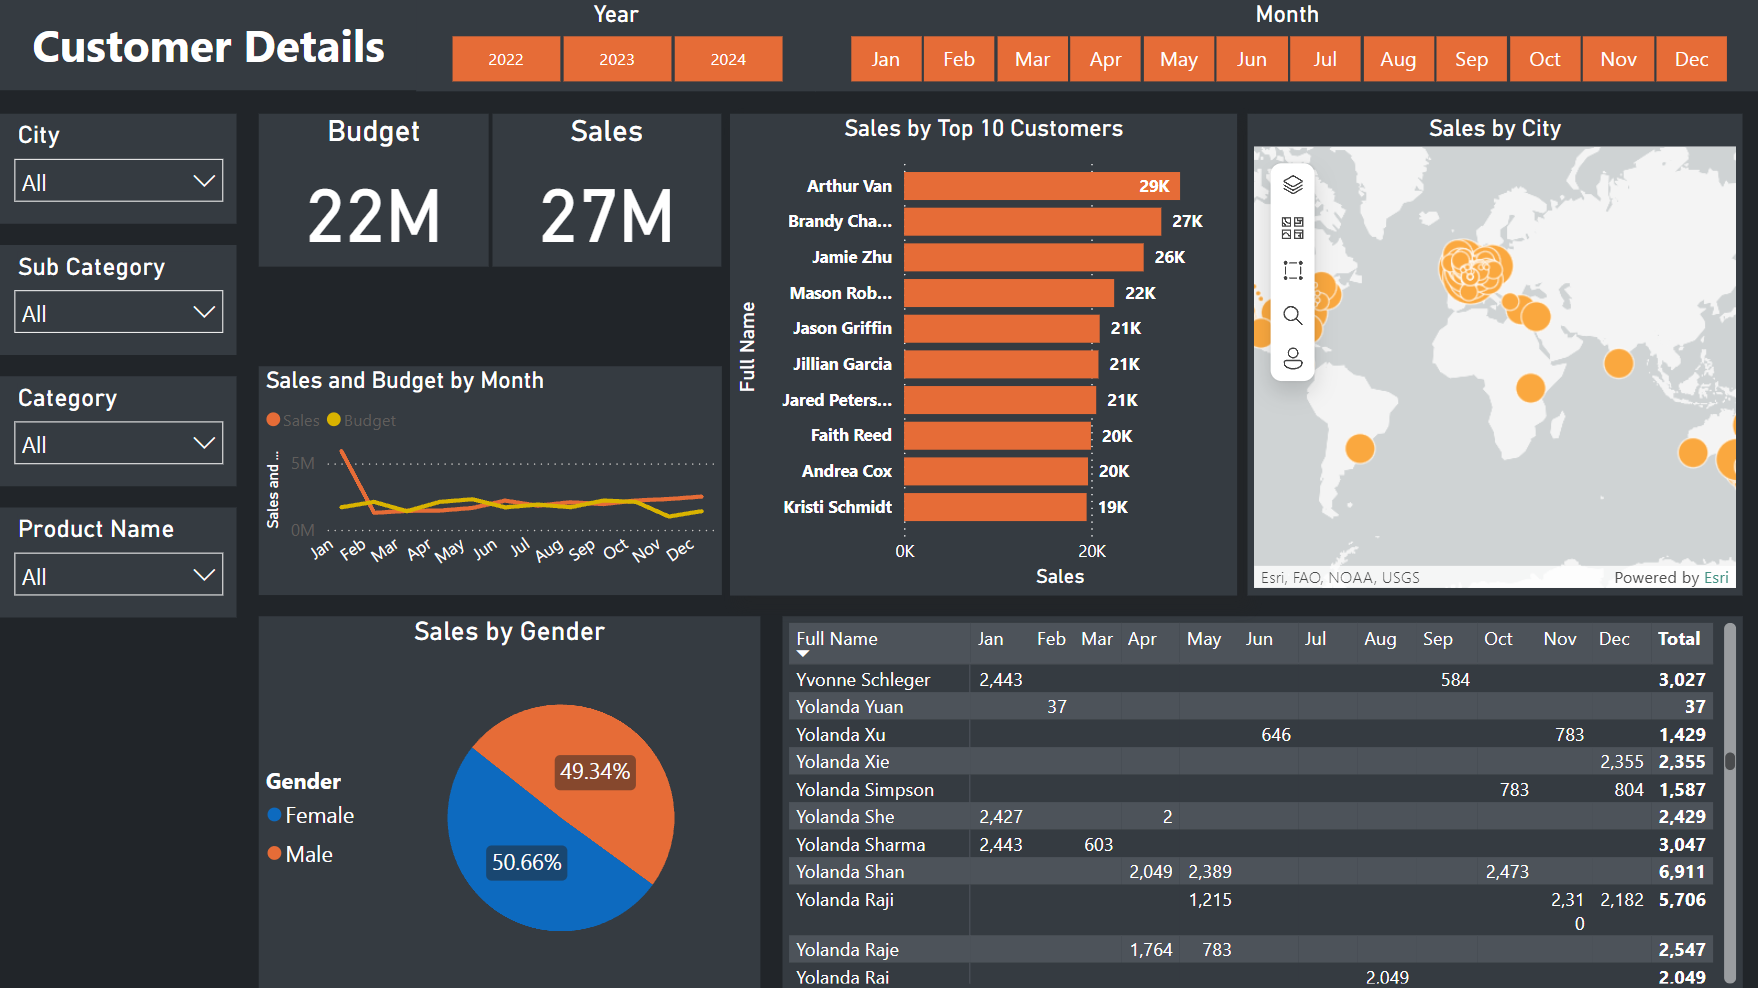 Customer Details
Year
2022 2023 2024
Month
Jan Feb Mar Apr May Jun Jul Aug Sep Oct Nov Dec
City
All
Sub Category
All
Category
All
Product Name
All
Budget
22M
Sales
27M
Sales and Budget by Month
Sales Budget
Sales and ...
5M
0M
Jan Feb Mar Apr May Jun Jul Aug Sep Oct Nov Dec
Sales by Top 10 Customers
Full Name
Arthur Van 29K
Brandy Cha... 27K
Jamie Zhu 26K
Mason Rob... 22K
Jason Griffin 21K
Jillian Garcia 21K
Jared Peters... 21K
Faith Reed 20K
Andrea Cox 20K
Kristi Schmidt 19K
0K 20K
Sales
Sales by City
Esri, FAO, NOAA, USGS Powered by Esri
Sales by Gender
Gender
Female
Male
49.34%
50.66%
Full Name Jan Feb Mar Apr May Jun Jul Aug Sep Oct Nov Dec Total
Yvonne Schleger 2,443 584 3,027
Yolanda Yuan 37 37
Yolanda Xu 646 783 1,429
Yolanda Xie 2,355 2,355
Yolanda Simpson 783 804 1,587
Yolanda She 2,427 2 2,429
Yolanda Sharma 2,443 603 3,047
Yolanda Shan 2,049 2,389 2,473 6,911
Yolanda Raji 1,215 2,31 2,182 5,706
0
Yolanda Raje 1,764 783 2,547
Yolanda Rai 2,049 2,049